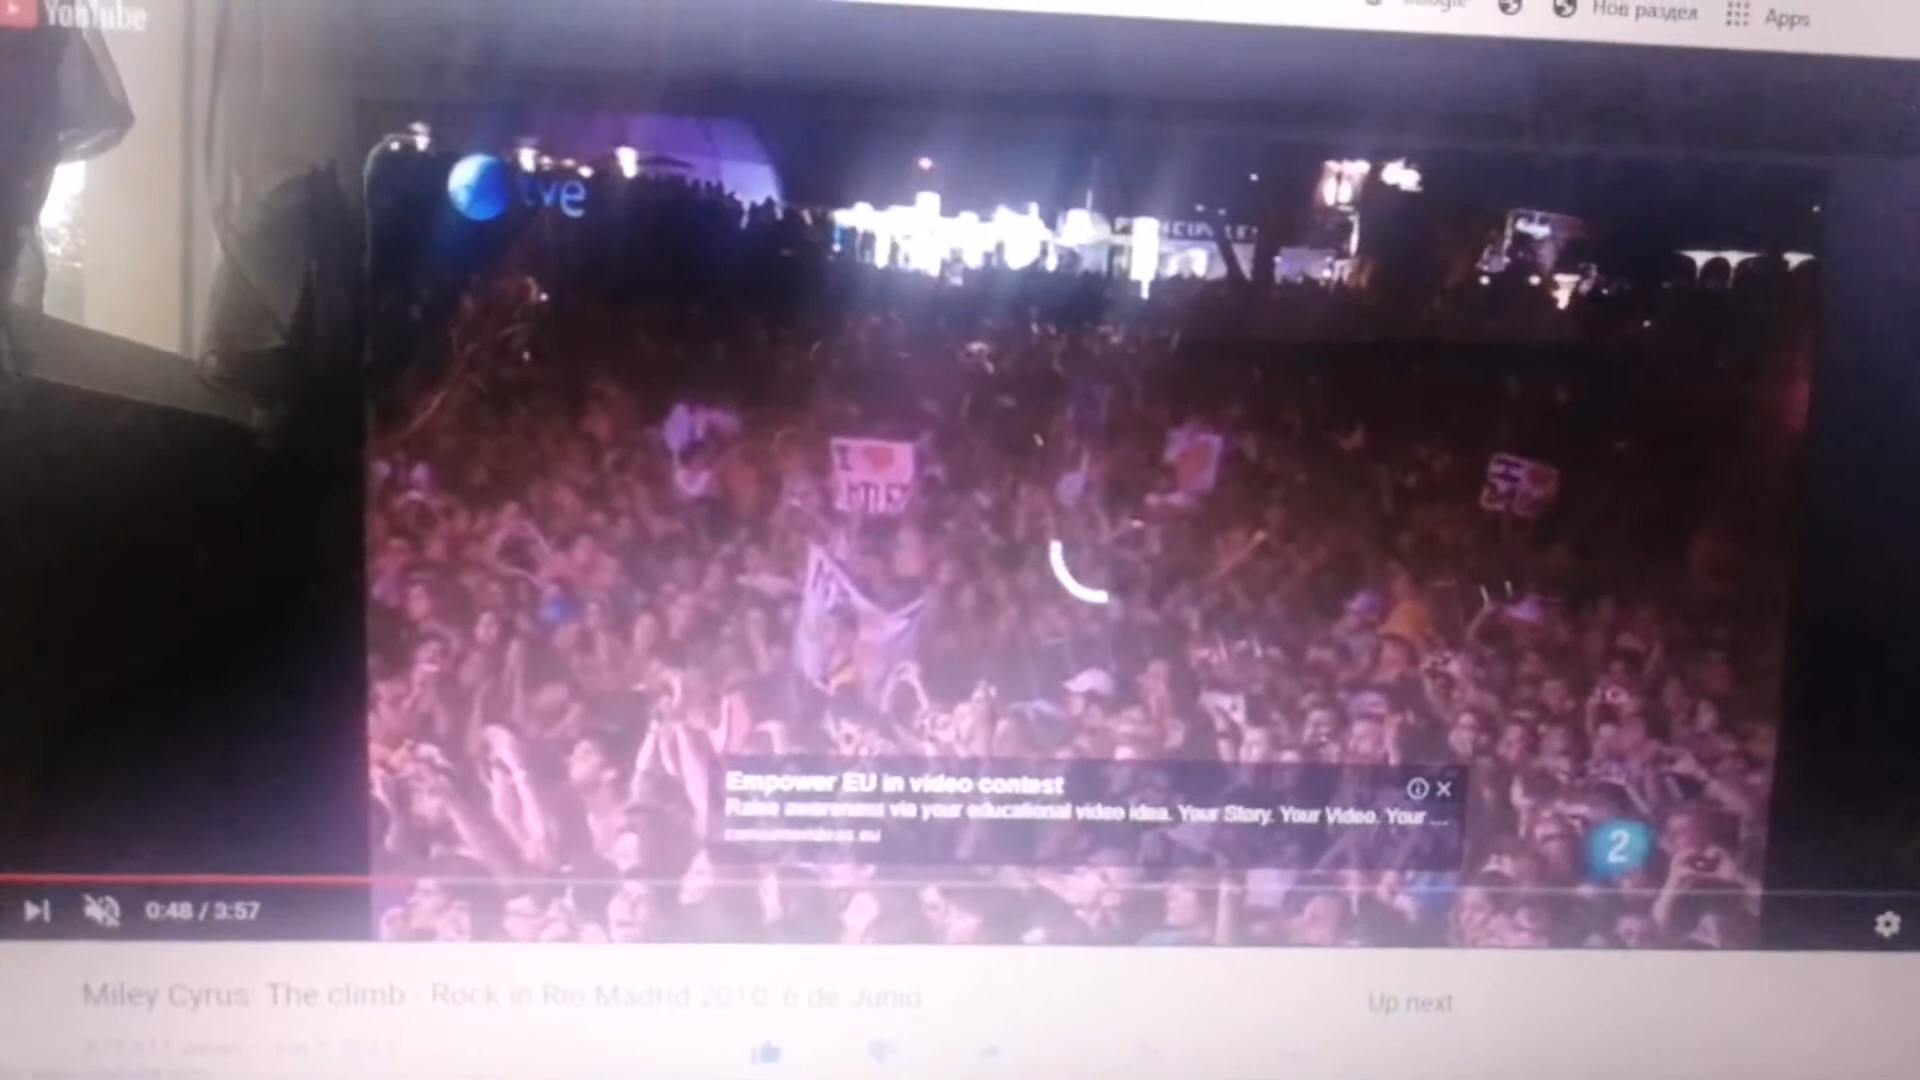 YouTube
Google
Нов раздел
Apps
tve
I
MILEY
Empower EU in video contest
Raise awareness via your educational video idea. Your Story. Your Video. Your ...
2
0:48 / 3:57
Miley Cyrus: The climb - Rock in Rio Madrid 2010. 6 de Junio
Up next